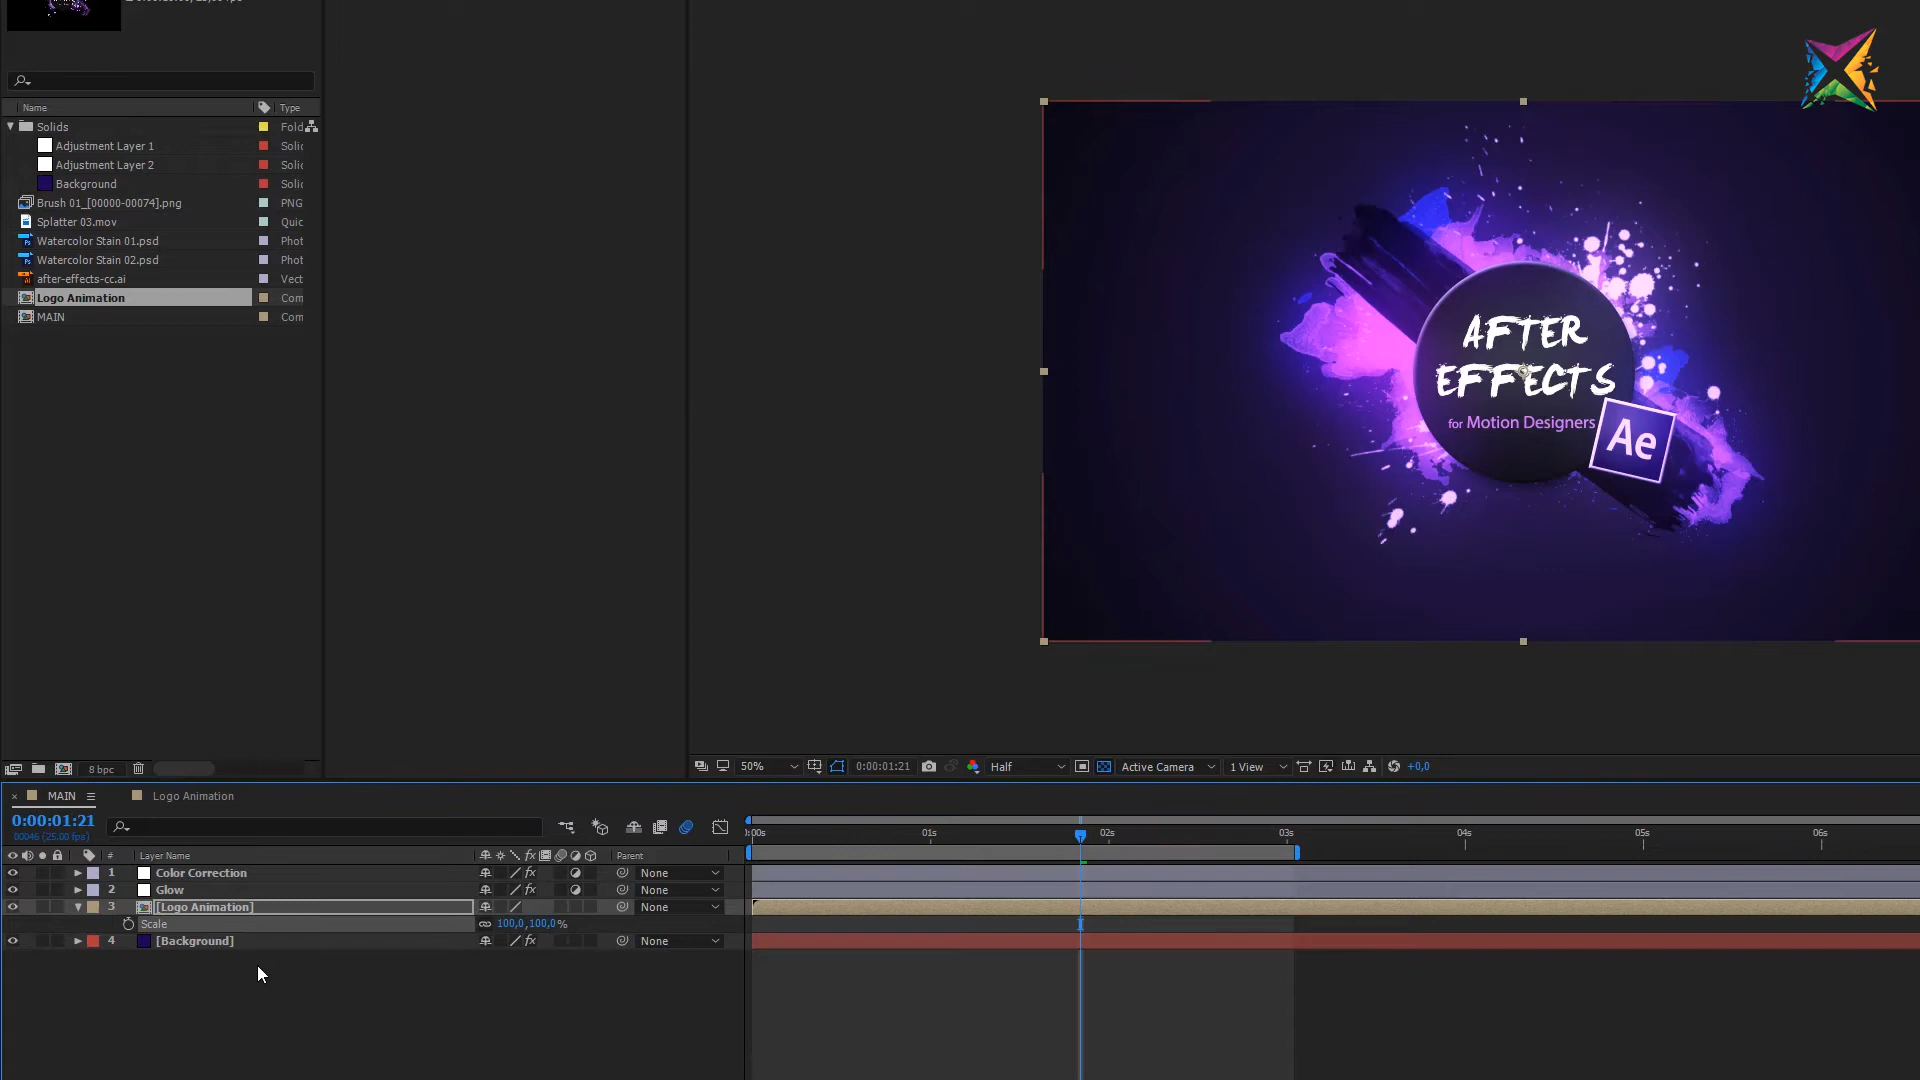 Name Type
Solids Fold
Adjustment Layer 1 Solic
Adjustment Layer 2 Solic
Background Solic
Brush 01_[00000-00074].png PNG
Splatter 03.mov Quic
Watercolor Stain 01.psd Phot
Watercolor Stain 02.psd Phot
after-effects-cc.ai Vect
Logo Animation Com
MAIN Com
AFTER
EFFECTS
for Motion Designers
Ae
8 bpc
50% 0:00:01:21 Half Active Camera 1 View +0,0
MAIN Logo Animation
0:00:01:21
00046 (25.00 fps)
):00s 01s 02s 03s 04s 05s 06s
# Layer Name fx Parent
1 Color Correction fx None
2 Glow fx None
3 [Logo Animation] None
Scale 100,0,100,0%
4 [Background] fx None